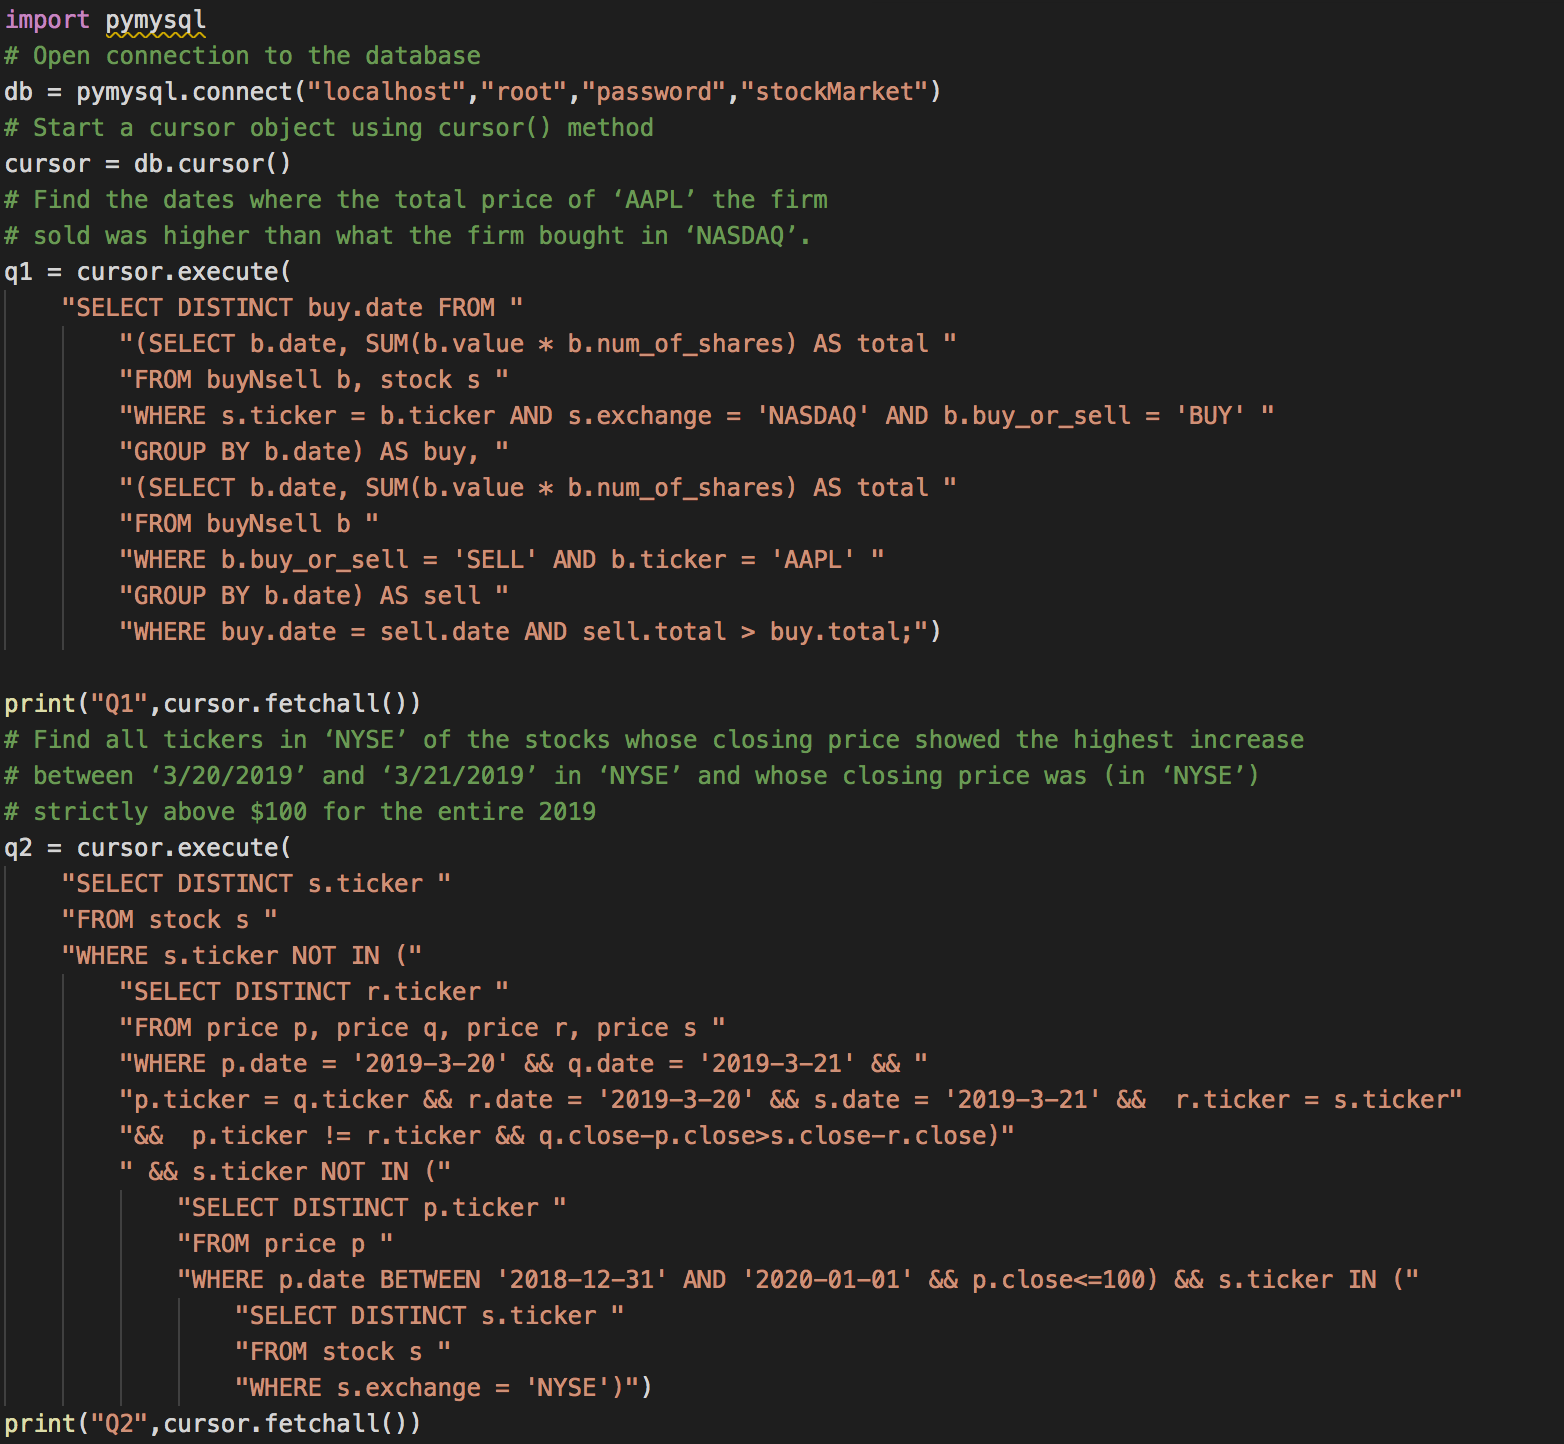 import pymysql
# Open connection to the database
db = pymysql.connect("localhost","root","password","stockMarket")
# Start a cursor object using cursor() method
cursor = db.cursor()
# Find the dates where the total price of ‘AAPL’ the firm
# sold was higher than what the firm bought in ‘NASDAQ’.
q1 = cursor.execute(
    "SELECT DISTINCT buy.date FROM "
        "(SELECT b.date, SUM(b.value * b.num_of_shares) AS total "
        "FROM buyNsell b, stock s "
        "WHERE s.ticker = b.ticker AND s.exchange = 'NASDAQ' AND b.buy_or_sell = 'BUY' "
        "GROUP BY b.date) AS buy, "
        "(SELECT b.date, SUM(b.value * b.num_of_shares) AS total "
        "FROM buyNsell b "
        "WHERE b.buy_or_sell = 'SELL' AND b.ticker = 'AAPL' "
        "GROUP BY b.date) AS sell "
        "WHERE buy.date = sell.date AND sell.total > buy.total;")

print("Q1",cursor.fetchall())
# Find all tickers in ‘NYSE’ of the stocks whose closing price showed the highest increase
# between ‘3/20/2019’ and ‘3/21/2019’ in ‘NYSE’ and whose closing price was (in ‘NYSE’)
# strictly above $100 for the entire 2019
q2 = cursor.execute(
    "SELECT DISTINCT s.ticker "
    "FROM stock s "
    "WHERE s.ticker NOT IN ("
        "SELECT DISTINCT r.ticker "
        "FROM price p, price q, price r, price s "
        "WHERE p.date = '2019-3-20' && q.date = '2019-3-21' && "
        "p.ticker = q.ticker && r.date = '2019-3-20' && s.date = '2019-3-21' &&  r.ticker = s.ticker"
        "&&  p.ticker != r.ticker && q.close-p.close>s.close-r.close)"
        " && s.ticker NOT IN ("
            "SELECT DISTINCT p.ticker "
            "FROM price p "
            "WHERE p.date BETWEEN '2018-12-31' AND '2020-01-01' && p.close<=100) && s.ticker IN ("
                "SELECT DISTINCT s.ticker "
                "FROM stock s "
                "WHERE s.exchange = 'NYSE')")
print("Q2",cursor.fetchall())